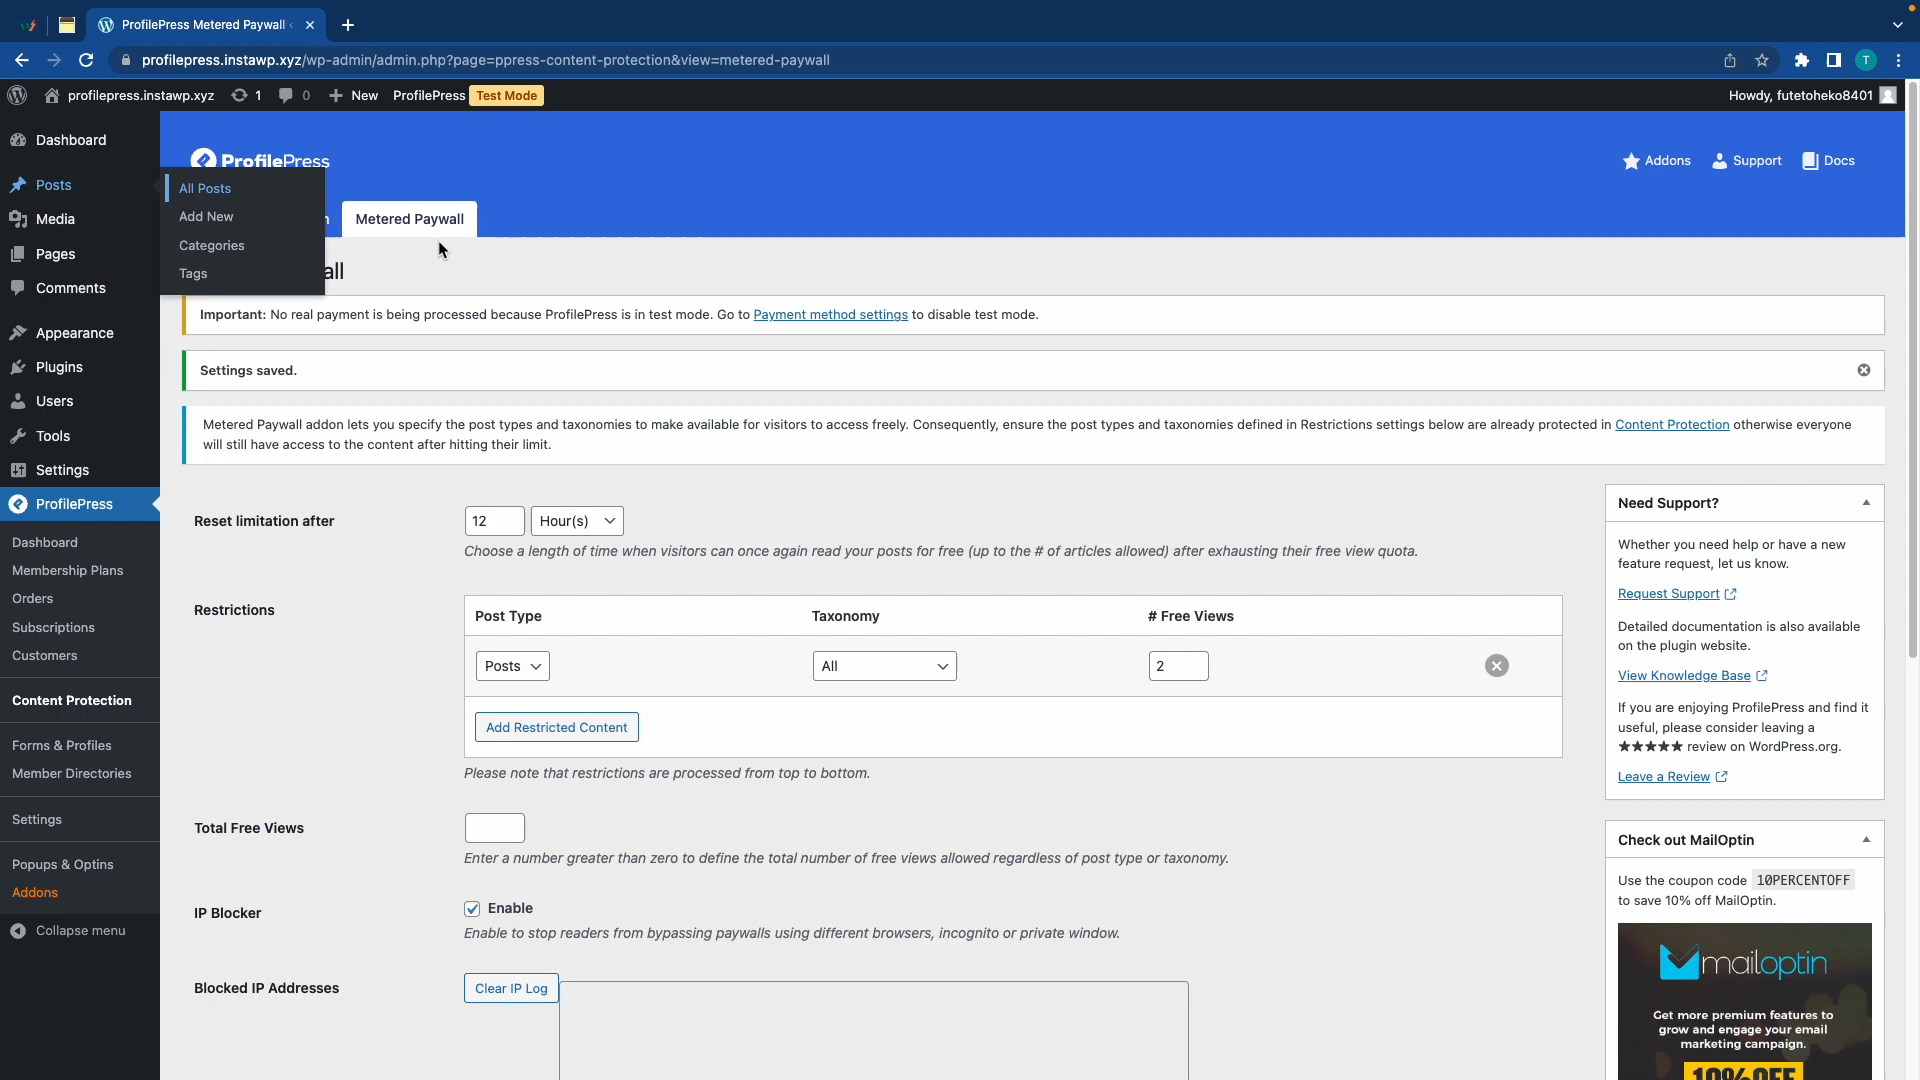 ProfilePress Metered Paywall
profilepress.instawp.xyz/wp-admin/admin.php?page=ppress-content-protection&view=metered-paywall
T
profilepress.instawp.xyz
1
0
New
ProfilePress
Test Mode
Howdy, futetoheko8401
Dashboard
Posts
Media
Pages
Comments
Appearance
Plugins
Users
Tools
Settings
ProfilePress
Dashboard
Membership Plans
Orders
Subscriptions
Customers
Content Protection
Forms & Profiles
Member Directories
Settings
Popups & Optins
Addons
Collapse menu
All Posts
Add New
Categories
Tags
ProfilePress
Addons
Support
Docs
n
Metered Paywall
all
Important: No real payment is being processed because ProfilePress is in test mode. Go to Payment method settings to disable test mode.
Settings saved.
Metered Paywall addon lets you specify the post types and taxonomies to make available for visitors to access freely. Consequently, ensure the post types and taxonomies defined in Restrictions settings below are already protected in Content Protection otherwise everyone
will still have access to the content after hitting their limit.
Reset limitation after
12
Hour(s)
Choose a length of time when visitors can once again read your posts for free (up to the # of articles allowed) after exhausting their free view quota.
Restrictions
Post Type
Taxonomy
# Free Views
Posts
All
2
Add Restricted Content
Please note that restrictions are processed from top to bottom.
Total Free Views
Enter a number greater than zero to define the total number of free views allowed regardless of post type or taxonomy.
IP Blocker
Enable
Enable to stop readers from bypassing paywalls using different browsers, incognito or private window.
Blocked IP Addresses
Clear IP Log
Need Support?
Whether you need help or have a new
feature request, let us know.
Request Support
Detailed documentation is also available
on the plugin website.
View Knowledge Base
If you are enjoying ProfilePress and find it
useful, please consider leaving a
★★★★★ review on WordPress.org.
Leave a Review
Check out MailOptin
Use the coupon code 10PERCENTOFF
to save 10% off MailOptin.
mailoptin
Get more premium features to
grow and engage your email
marketing campaign.
10% OFF